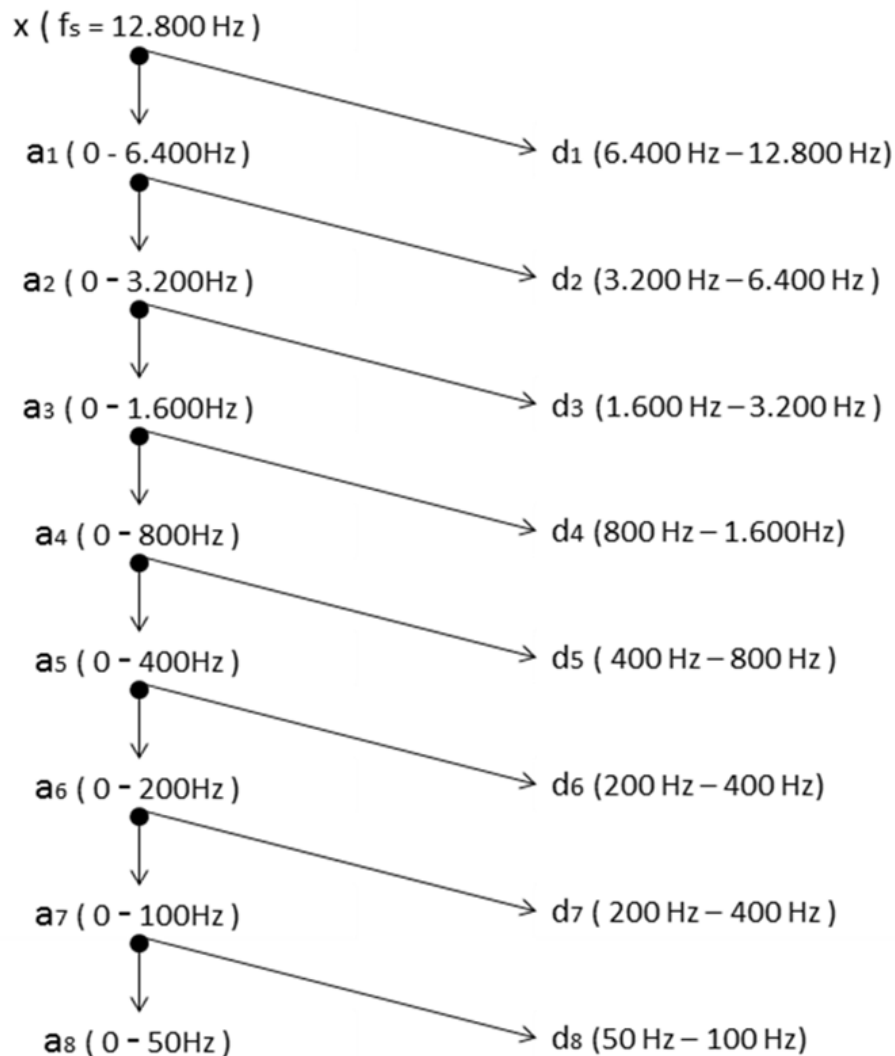 x ( fs = 12.800 Hz )
a1 ( 0 - 6.400Hz) d1 (6.400 Hz – 12.800 Hz)
a2 ( 0 - 3.200Hz ) d2 (3.200 Hz – 6.400 Hz )
a3 ( 0 - 1.600Hz ) d3 (1.600 Hz – 3.200 Hz )
a4 ( 0 - 800Hz ) d4 (800 Hz – 1.600Hz)
a5 ( 0 - 400Hz ) d5 ( 400 Hz – 800 Hz )
a6 ( 0 - 200Hz ) d6 (200 Hz – 400 Hz)
a7 ( 0 - 100Hz ) d7 ( 200 Hz – 400 Hz )
a8 ( 0 - 50Hz ) d8 (50 Hz – 100 Hz)